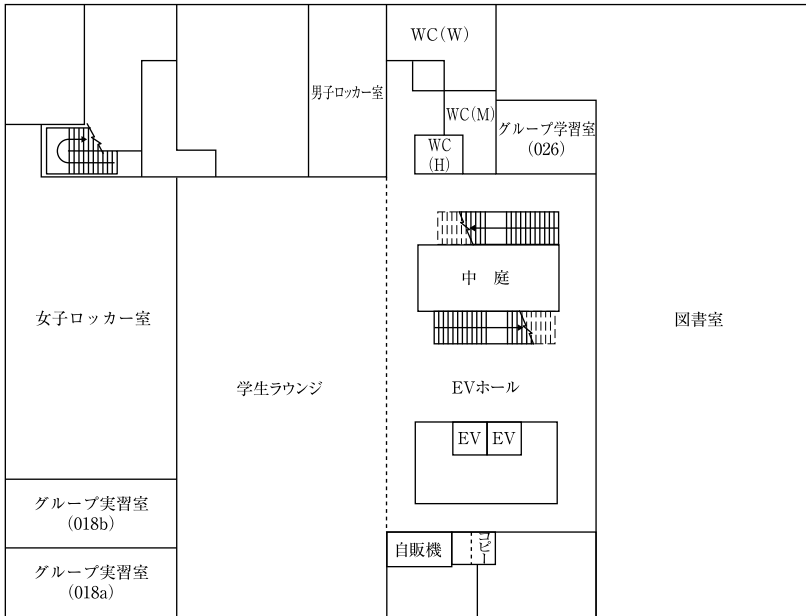 WC(W)
男子ロッカー室
WC(M)
グループ学習室
(026)
WC
(H)
中 庭
女子ロッカー室
図書室
学生ラウンジ
EVホール
EV
EV
グループ実習室
(018b)
自販機
コピー
グループ実習室
(018a)